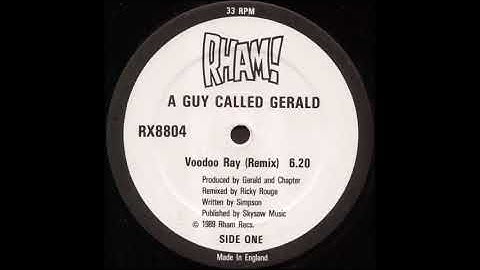 33 RPM
RHAM!
A GUY CALLED GERALD
RX8804
Voodoo Ray (Remix) 6.20
Produced by Gerald and Chapter
Remixed by Ricky Rouge
Written by Simpson
Published by Skysaw Music
© 1989 Rham Recs.
SIDE ONE
Made In England